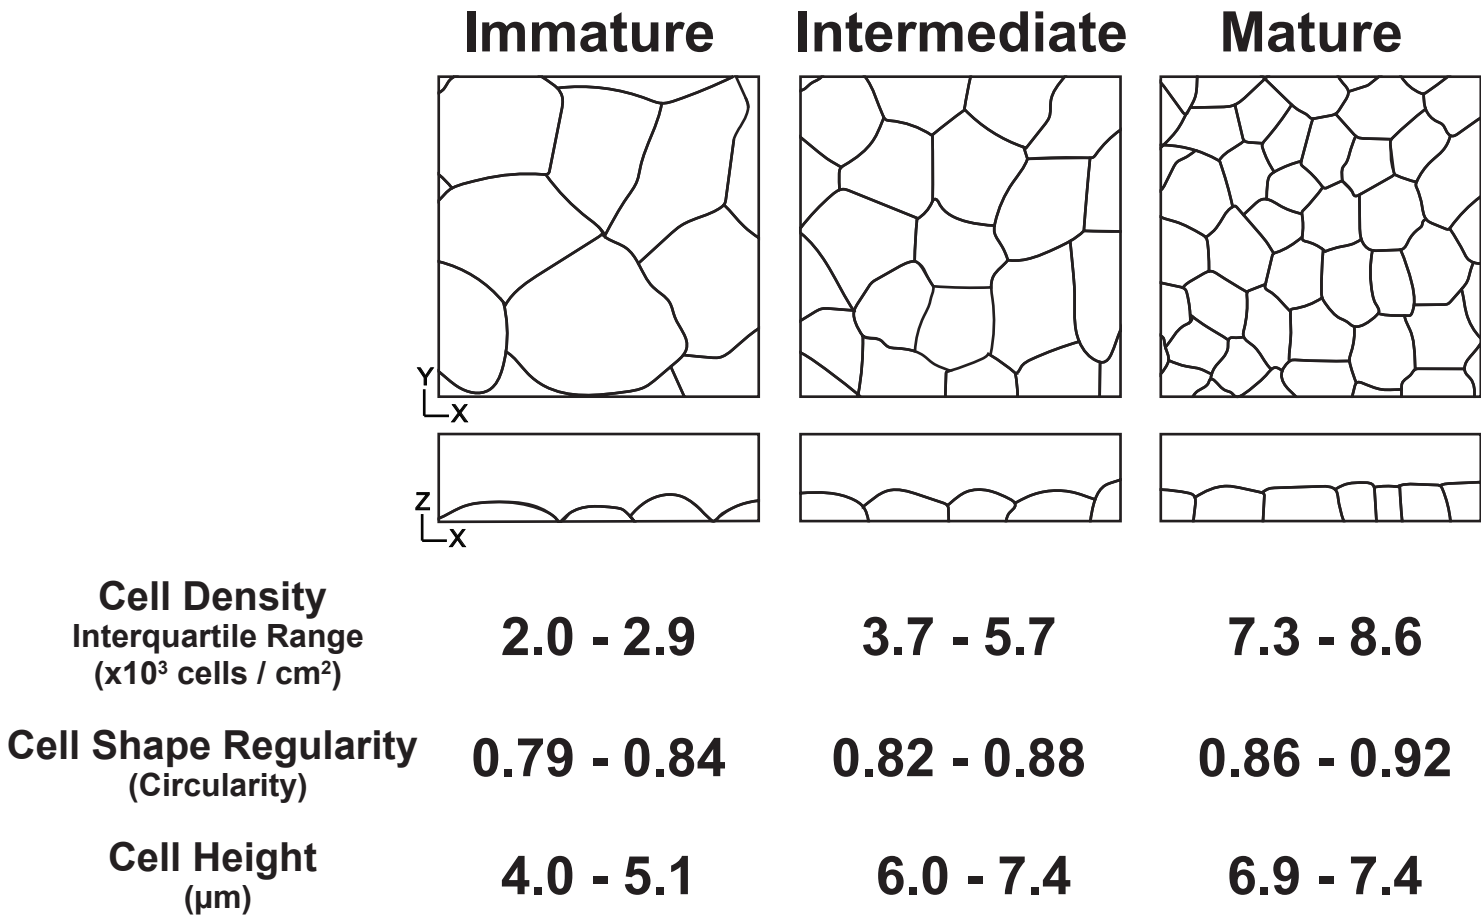 Immature Intermediate Mature
Y
X
Z
X
Cell Density
Interquartile Range
(x10³ cells / cm²)
2.0 - 2.9 3.7 - 5.7 7.3 - 8.6
Cell Shape Regularity
(Circularity)
0.79 - 0.84 0.82 - 0.88 0.86 - 0.92
Cell Height
(µm)
4.0 - 5.1 6.0 - 7.4 6.9 - 7.4